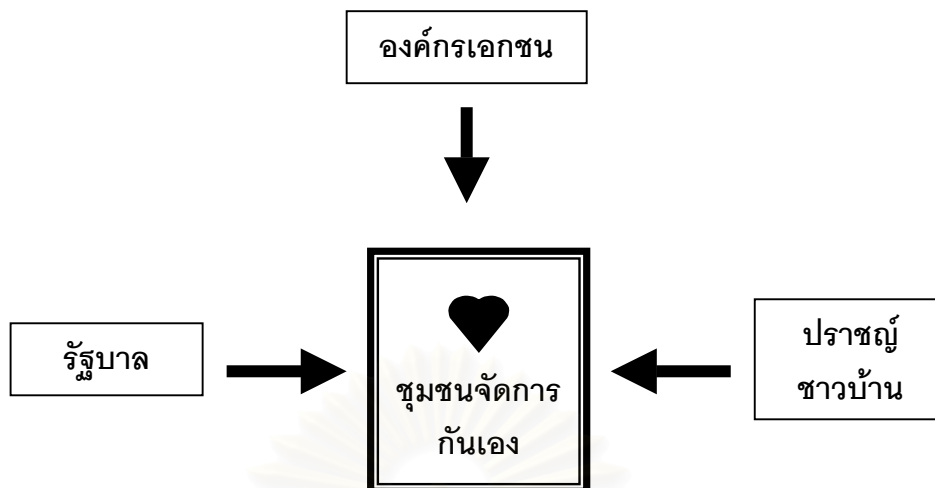 องค์กรเอกชน
รัฐบาล
ชุมชนจัดการ
กันเอง
ปราชญ์
ชาวบ้าน